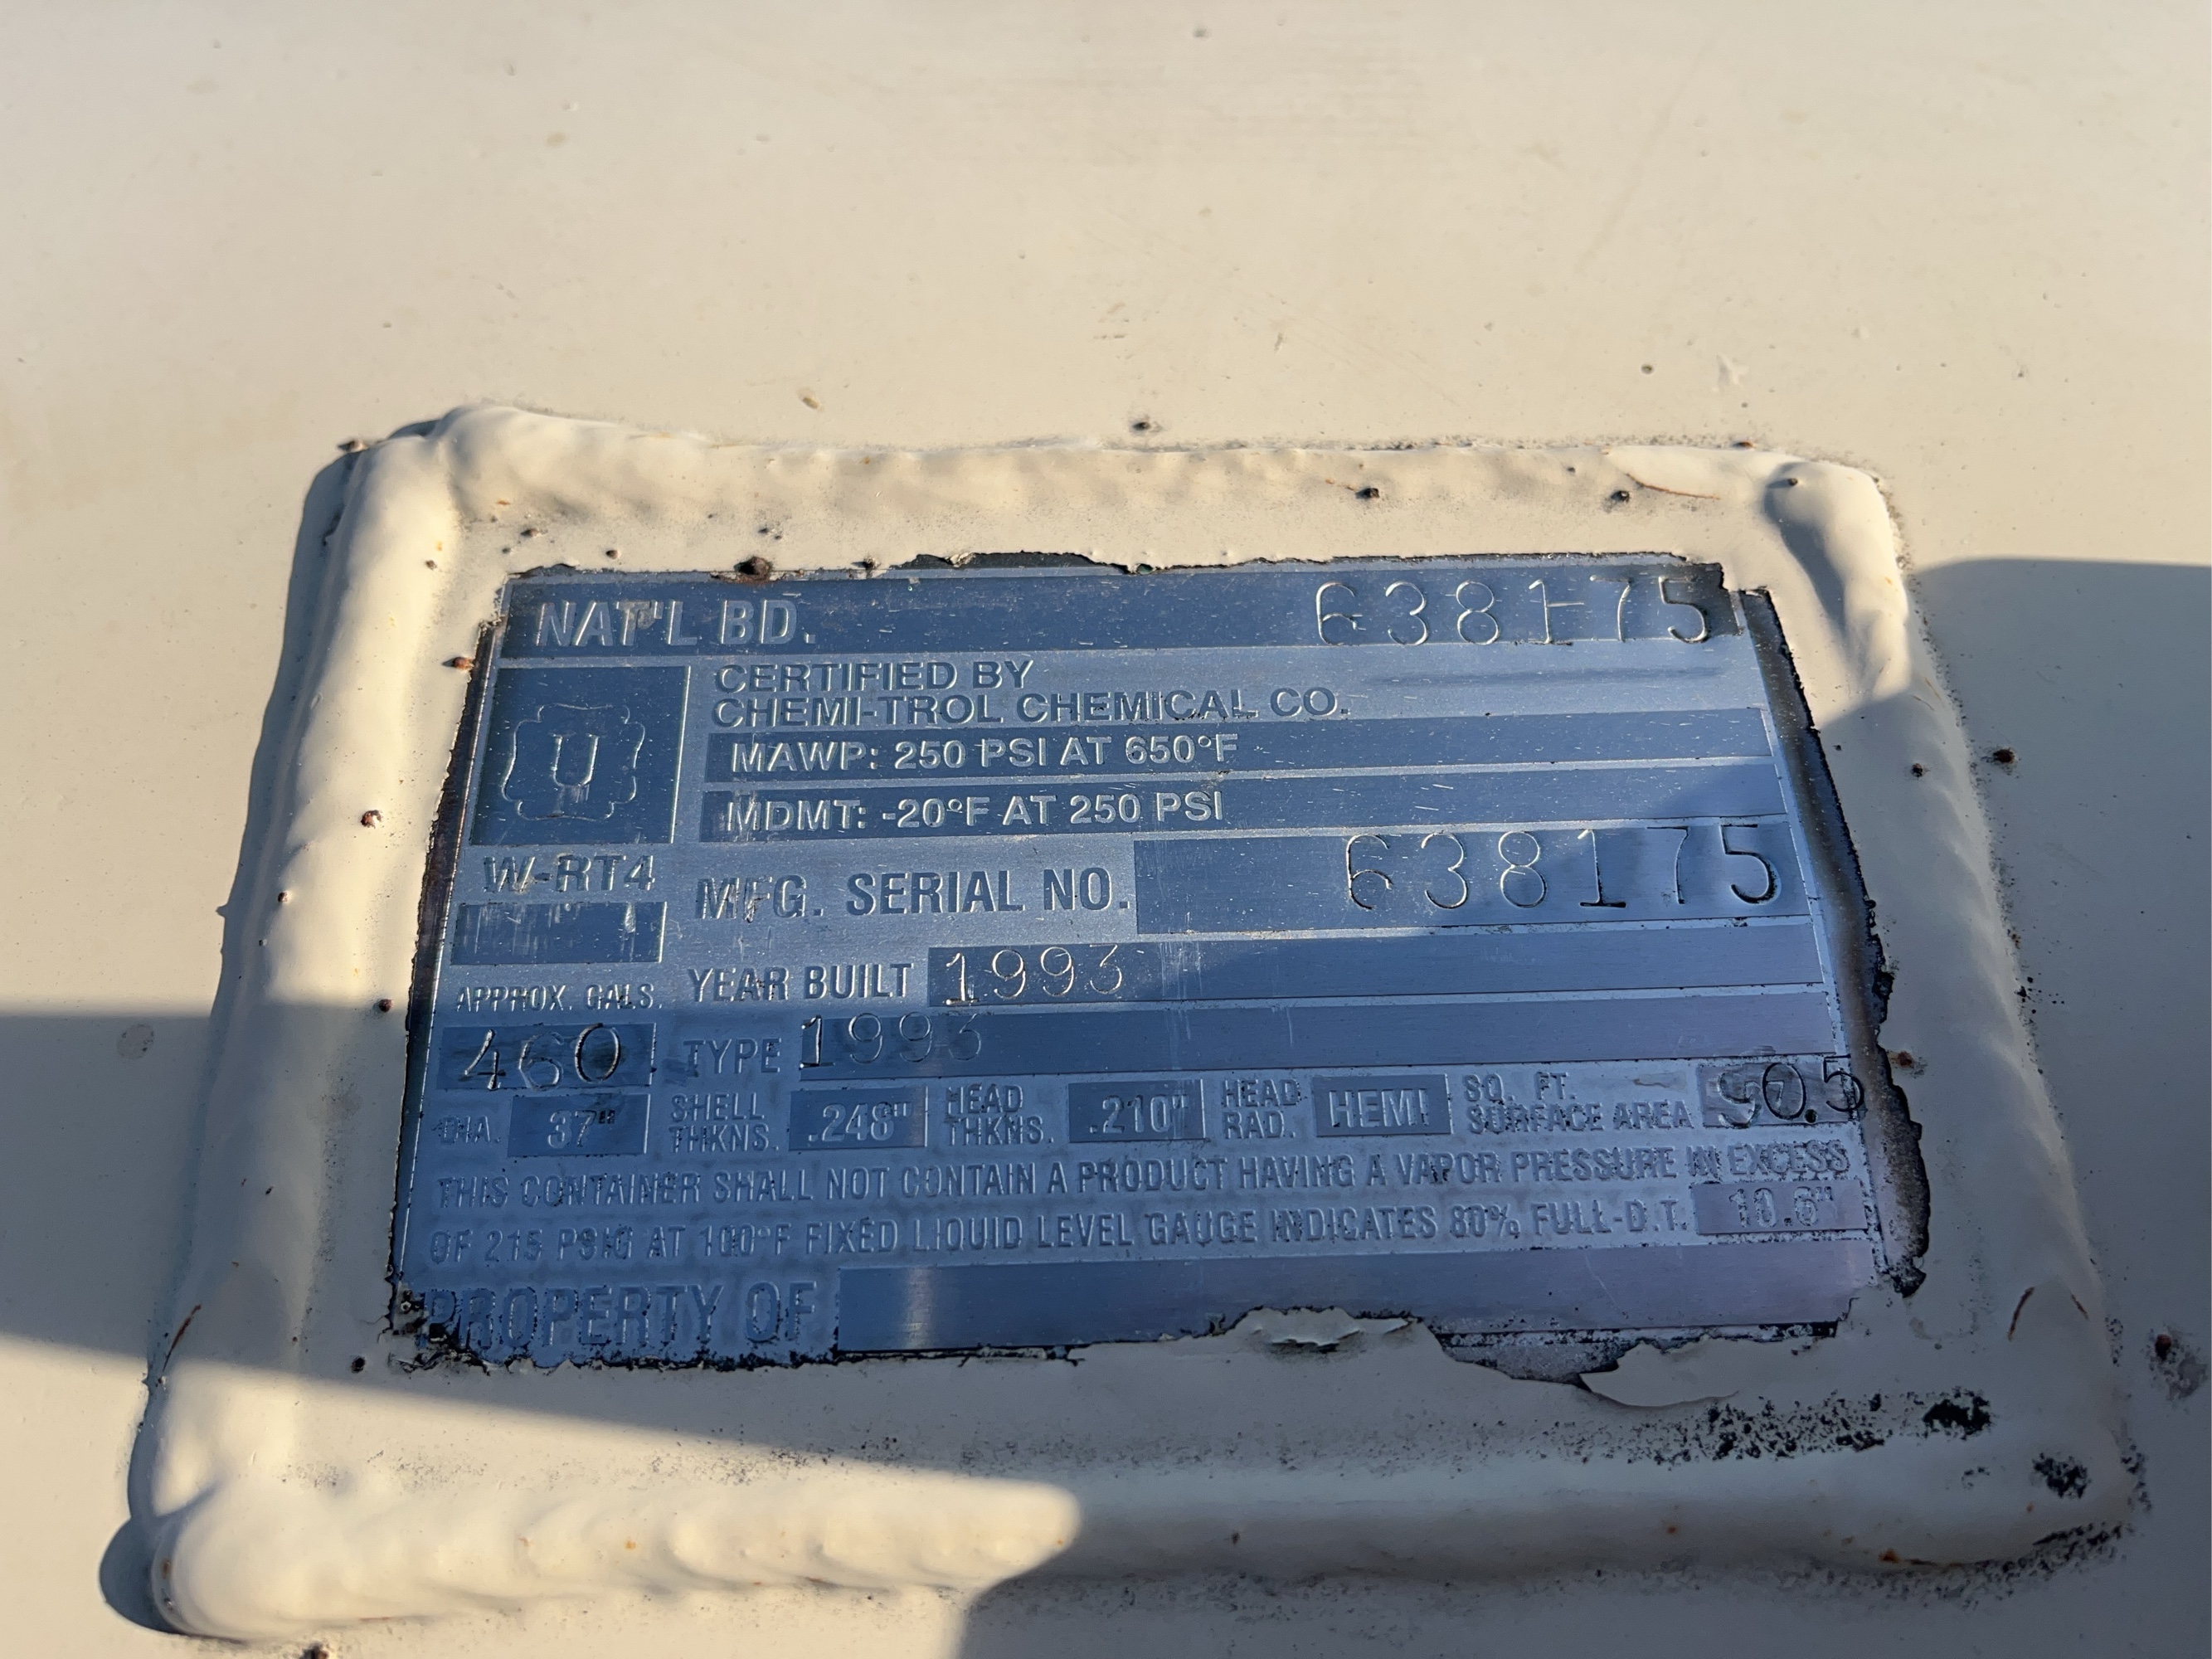 NAT'L BD. 638175
CERTIFIED BY
CHEMI-TROL CHEMICAL CO.
U
MAWP: 250 PSI AT 650°F
MDMT: -20°F AT 250 PSI
W-RT4
MFG. SERIAL NO. 638175
YEAR BUILT 1993
APPROX. GALS.
460 TYPE 1993
DIA. 37" SHELL THKNS. .248" HEAD THKNS. .210" HEAD RAD. HEMI SQ. FT. SURFACE AREA 90.5
THIS CONTAINER SHALL NOT CONTAIN A PRODUCT HAVING A VAPOR PRESSURE IN EXCESS
OF 215 PSIG AT 100°F FIXED LIQUID LEVEL GAUGE INDICATES 80% FULL-D.T. 10.6"
PROPERTY OF